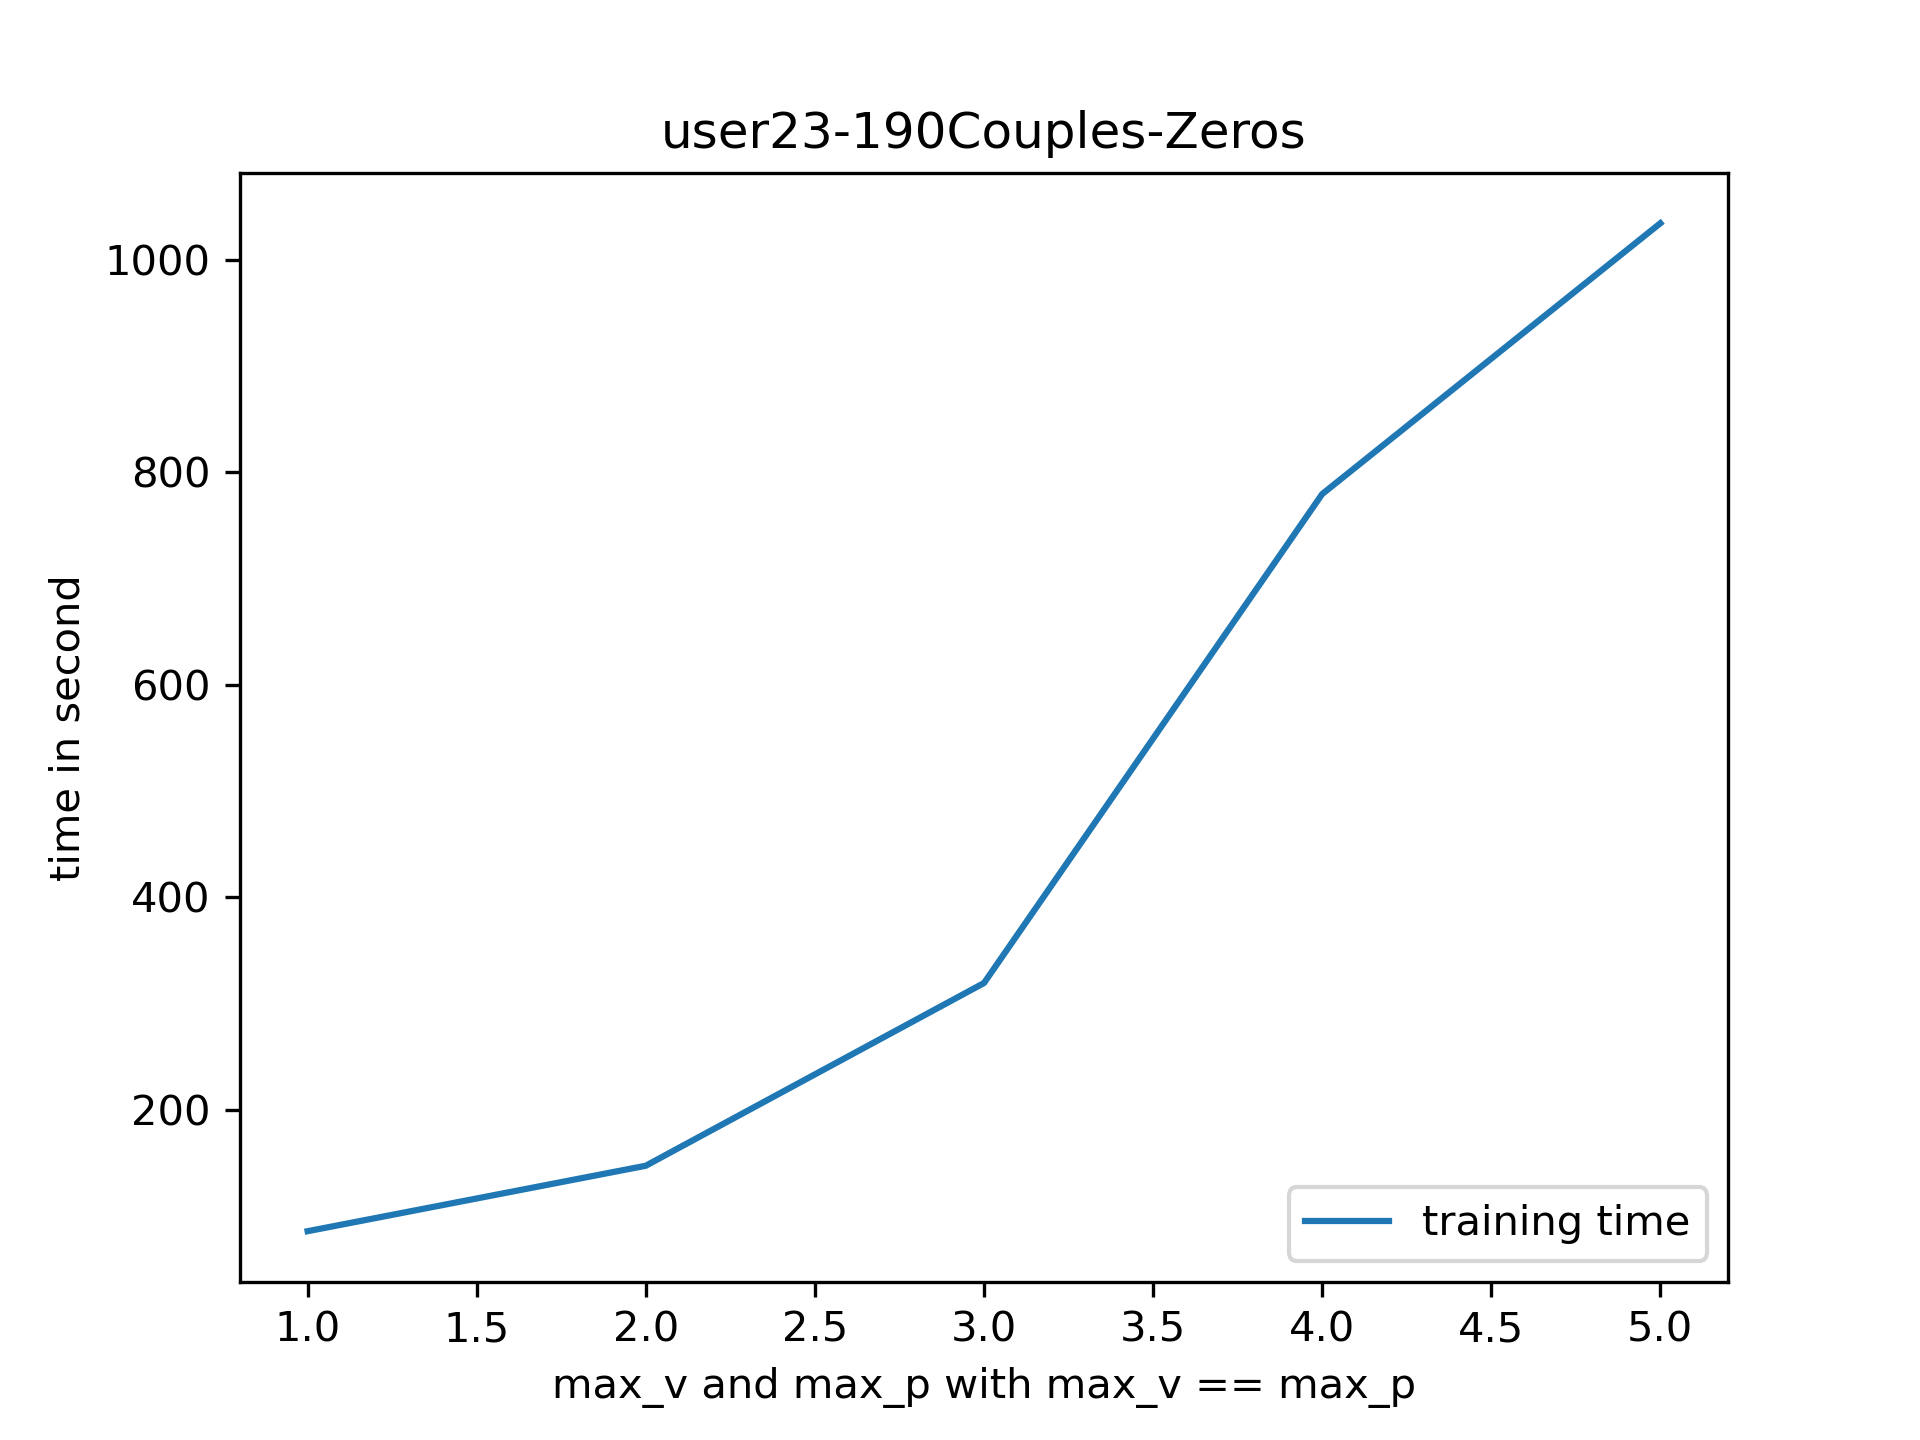 user23-190Couples-Zeros
1000
800
600
400
200
time in second
training time
1.0 1.5 2.0 2.5 3.0 3.5 4.0 4.5 5.0
max_v and max_p with max_v == max_p